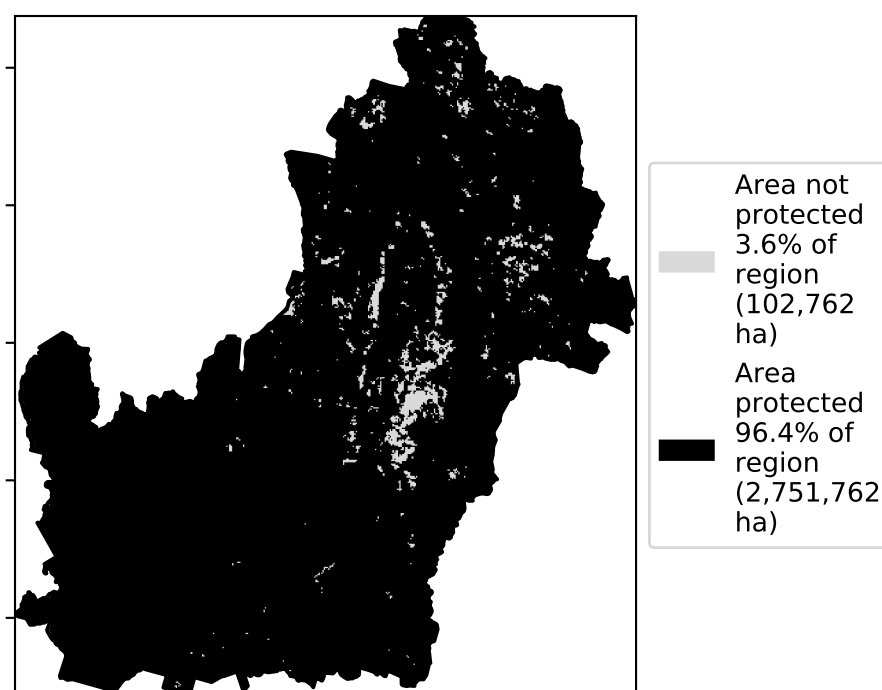 Area not
protected
3.6% of
region
(102,762
ha)
Area
protected
96.4% of
region
(2,751,762
ha)